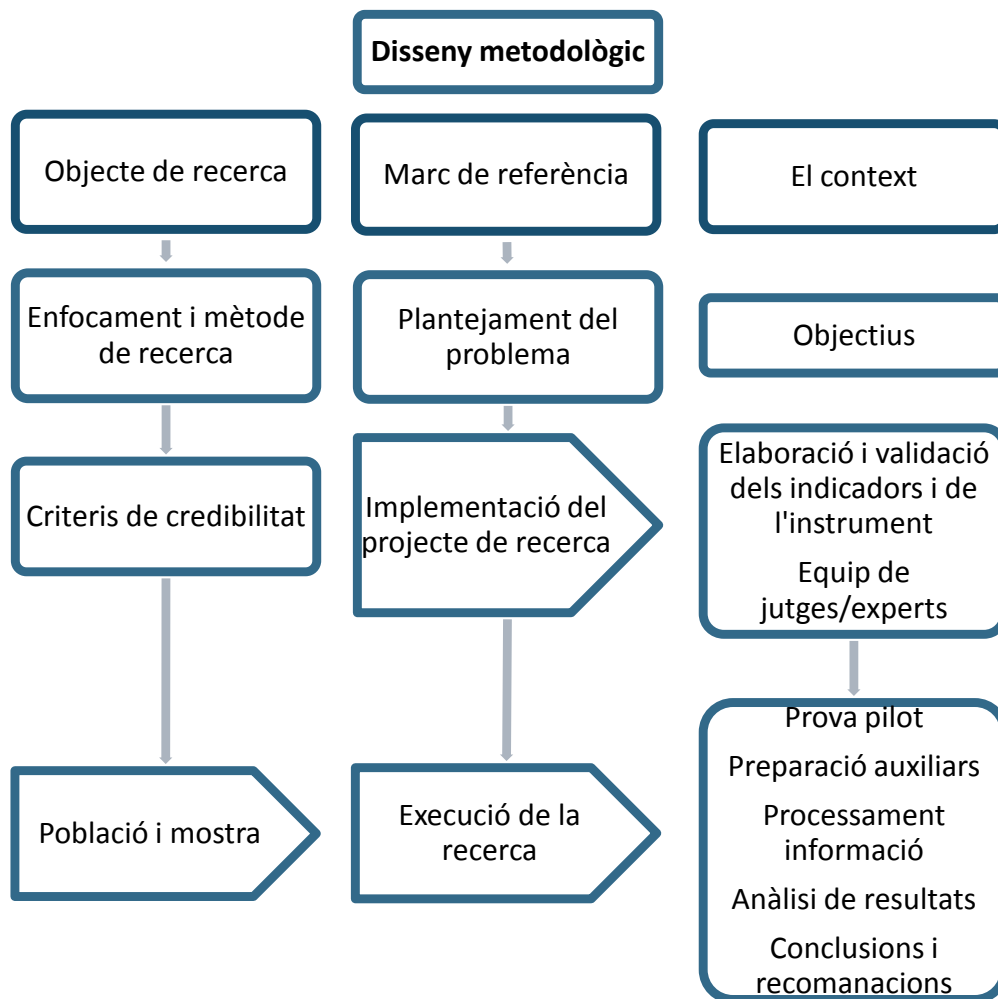 Disseny metodològic
Objecte de recerca
Marc de referència
El context
Enfocament i mètode
de recerca
Plantejament del
problema
Objectius
Criteris de credibilitat
Implementació del
projecte de recerca
Elaboració i validació
dels indicadors i de
l'instrument
Equip de
jutges/experts
Població i mostra
Execució de la
recerca
Prova pilot
Preparació auxiliars
Processament
informació
Anàlisi de resultats
Conclusions i
recomanacions